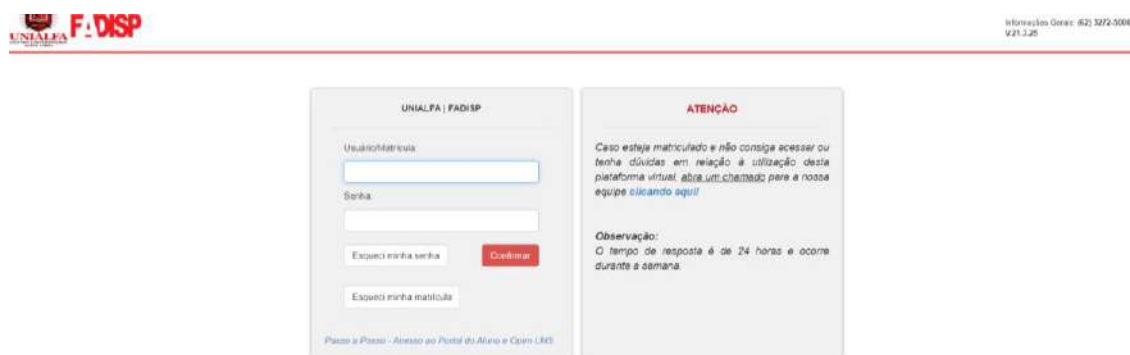 UNIALFA
FADISP
Informações Gerais: (62) 3272-5000
V.21.3.25
UNIALFA | FADISP
Usuário/Matrícula:
Senha:
Esqueci minha senha
Confirmar
Esqueci minha matrícula
Passo a Passo - Acesso ao Portal do Aluno e Open LMS
ATENÇÃO
Caso esteja matriculado e não consiga acessar ou
tenha dúvidas em relação à utilização desta
plataforma virtual, abra um chamado para a nossa
equipe clicando aqui!
Observação:
O tempo de resposta é de 24 horas e ocorre
durante a semana.